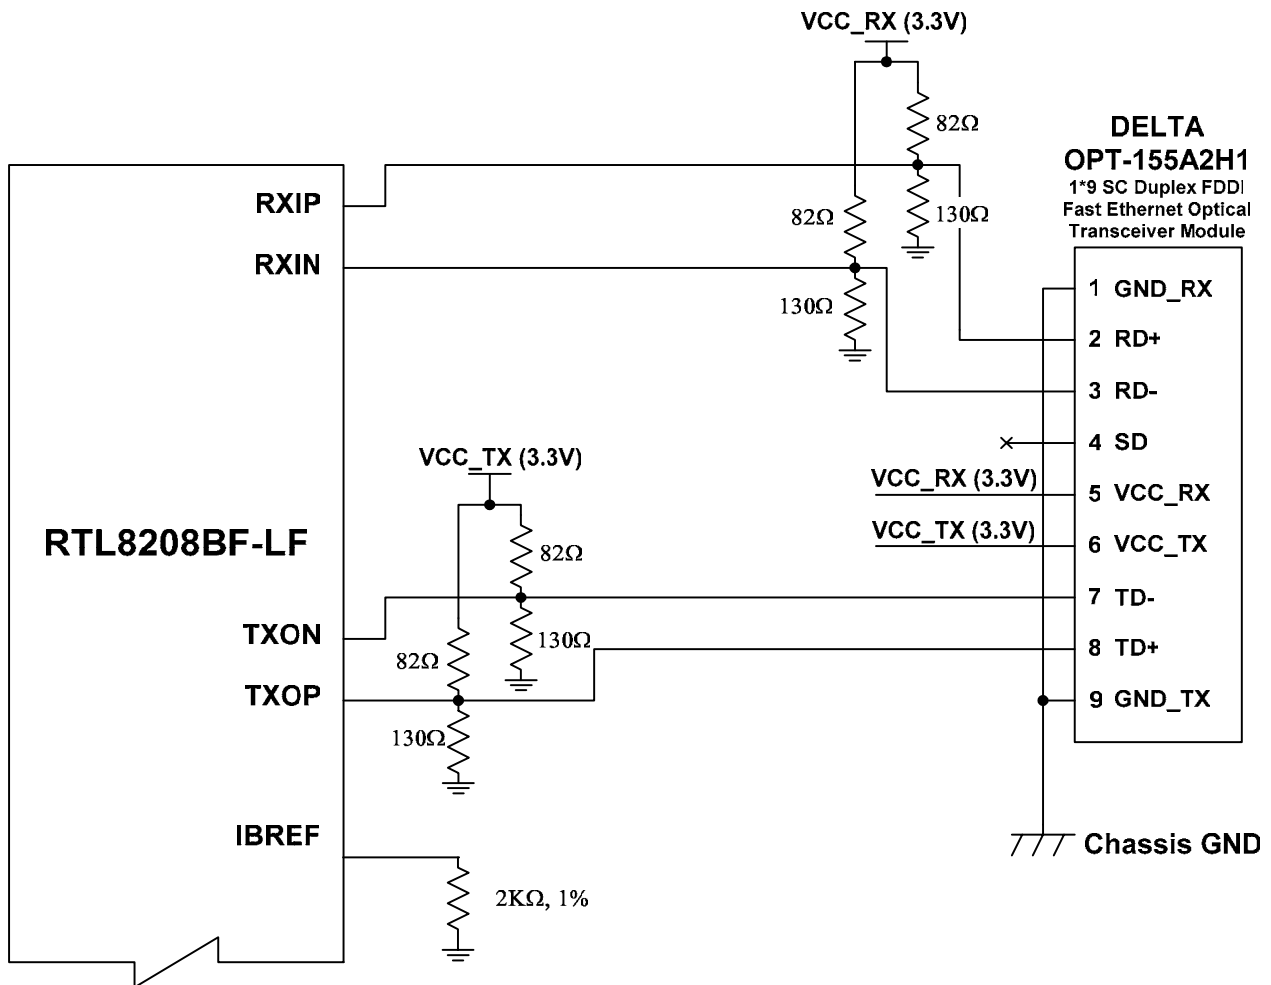 VCC_RX (3.3V)
82Ω
DELTA
OPT-155A2H1
1*9 SC Duplex FDDI
Fast Ethernet Optical
Transceiver Module
RXIP
82Ω
130Ω
RXIN
130Ω
1 GND_RX
2 RD+
3 RD-
4 SD
VCC_TX (3.3V)
VCC_RX (3.3V)
5 VCC_RX
RTL8208BF-LF
82Ω
VCC_TX (3.3V)
6 VCC_TX
7 TD-
TXON
82Ω
130Ω
8 TD+
TXOP
130Ω
9 GND_TX
IBREF
Chassis GND
2KΩ, 1%